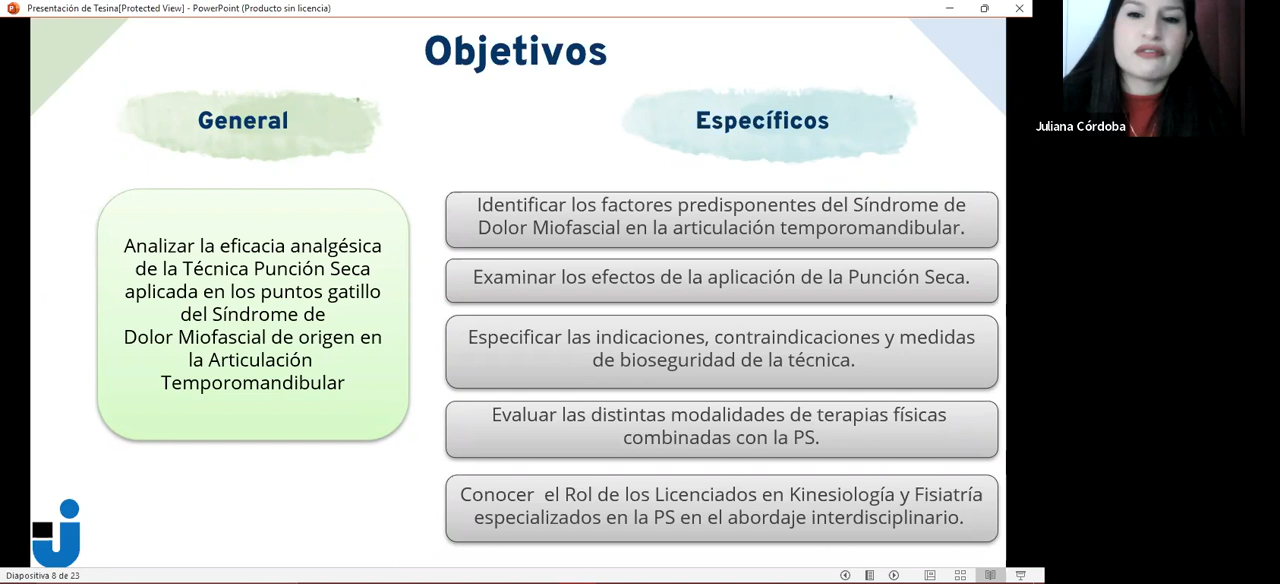 Presentación de Tesina[Protected View] - PowerPoint (Producto sin licencia)
Objetivos
General
Específicos
Analizar la eficacia analgésica
de la Técnica Punción Seca
aplicada en los puntos gatillo
del Síndrome de
Dolor Miofascial de origen en
la Articulación
Temporomandibular
Identificar los factores predisponentes del Síndrome de
Dolor Miofascial en la articulación temporomandibular.
Examinar los efectos de la aplicación de la Punción Seca.
Especificar las indicaciones, contraindicaciones y medidas
de bioseguridad de la técnica.
Evaluar las distintas modalidades de terapias físicas
combinadas con la PS.
Conocer  el Rol de los Licenciados en Kinesiología y Fisiatría
especializados en la PS en el abordaje interdisciplinario.
Juliana Córdoba
Diapositiva 8 de 23